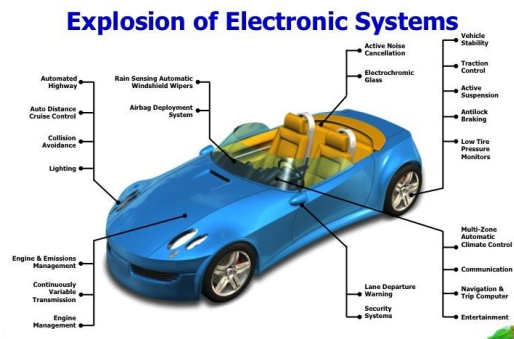 Explosion of Electronic Systems
Automated
Highway
Auto Distance
Cruise Control
Collision
Avoidance
Lighting
Rain Sensing Automatic
Windshield Wipers
Airbag Deployment
System
Active Noise
Cancellation
Electrochromic
Glass
Vehicle
Stability
Traction
Control
Active
Suspension
Antilock
Braking
Low Tire
Pressure
Monitors
Engine & Emissions
Management
Continuously
Variable
Transmission
Engine
Management
Lane Departure
Warning
Security
Systems
Multi-Zone
Automatic
Climate Control
Communication
Navigation &
Trip Computer
Entertainment